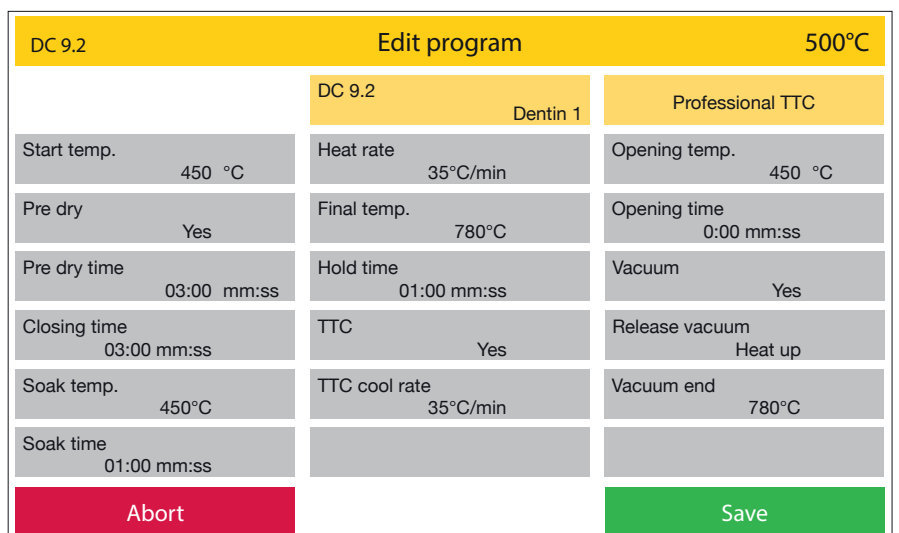 DC 9.2 Edit program 500°C
DC 9.2
Dentin 1
Professional TTC
Start temp.
450 °C
Heat rate
35°C/min
Opening temp.
450 °C
Pre dry
Yes
Final temp.
780°C
Opening time
0:00 mm:ss
Pre dry time
03:00 mm:ss
Hold time
01:00 mm:ss
Vacuum
Yes
Closing time
03:00 mm:ss
TTC
Yes
Release vacuum
Heat up
Soak temp.
450°C
TTC cool rate
35°C/min
Vacuum end
780°C
Soak time
01:00 mm:ss
Abort
Save